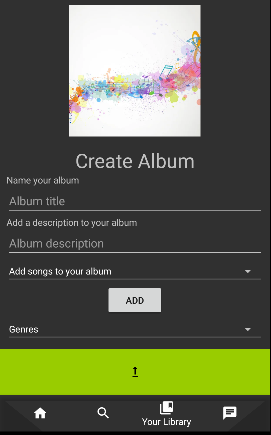 Create Album
Name your album
Album title
Add a description to your album
Album description
Add songs to your album
ADD
Genres
Your Library